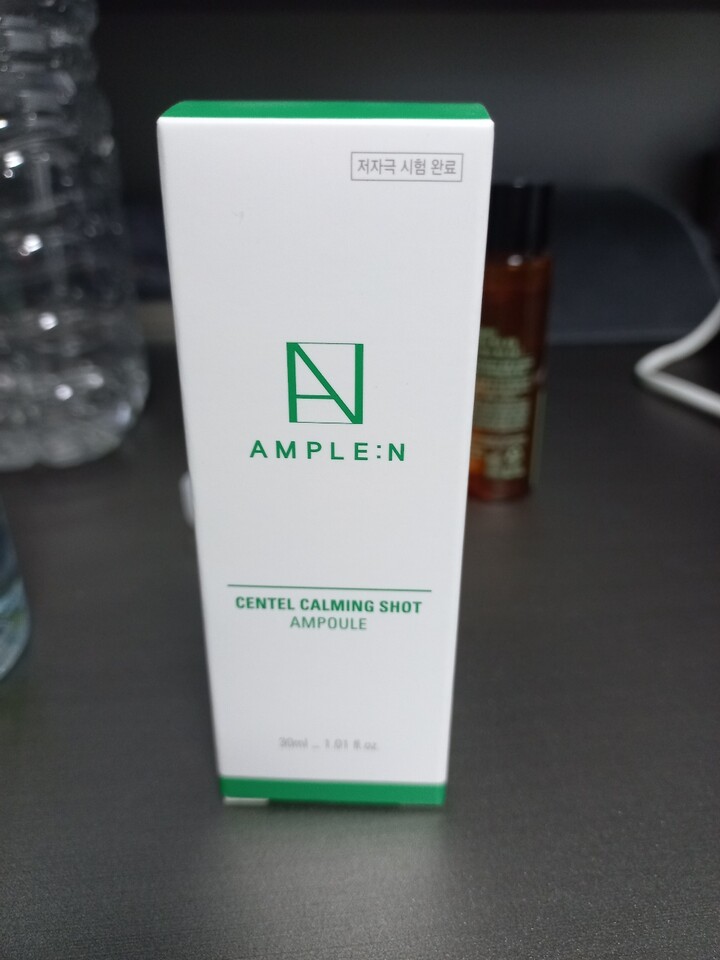 저자극 시험 완료
AMPLE:N
CENTEL CALMING SHOT
AMPOULE
30ml _ 1.01 fl.oz.